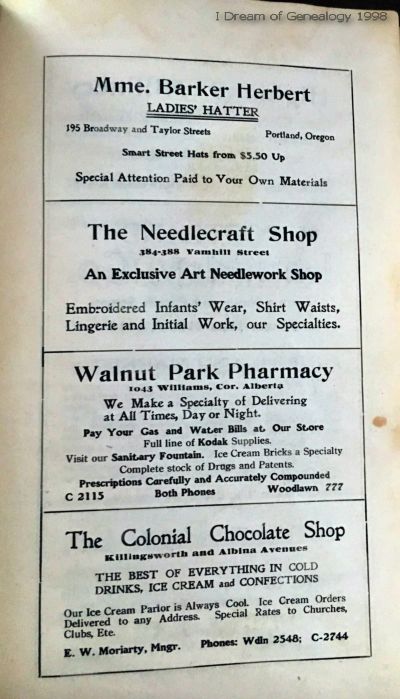 I Dream of Genealogy 1998
Mme. Barker Herbert
LADIES' HATTER
195 Broadway and Taylor Streets Portland, Oregon
Smart Street Hats from $5.50 Up
Special Attention Paid to Your Own Materials
The Needlecraft Shop
384-388 Yamhill Street
An Exclusive Art Needlework Shop
Embroidered Infants' Wear, Shirt Waists,
Lingerie and Initial Work, our Specialties.
Walnut Park Pharmacy
1043 Williams, Cor. Alberta
We Make a Specialty of Delivering
at All Times, Day or Night.
Pay Your Gas and Water Bills at Our Store
Full line of Kodak Supplies.
Visit our Sanitary Fountain. Ice Cream Bricks a Specialty
Complete stock of Drugs and Patents.
Prescriptions Carefully and Accurately Compounded
C 2115 Both Phones Woodlawn 777
The Colonial Chocolate Shop
Killingsworth and Albina Avenues
THE BEST OF EVERYTHING IN COLD
DRINKS, ICE CREAM and CONFECTIONS
Our Ice Cream Parlor is Always Cool. Ice Cream Orders
Delivered to any Address. Special Rates to Churches,
Clubs, Etc.
E. W. Moriarty, Mngr. Phones: Wdln 2548; C-2744